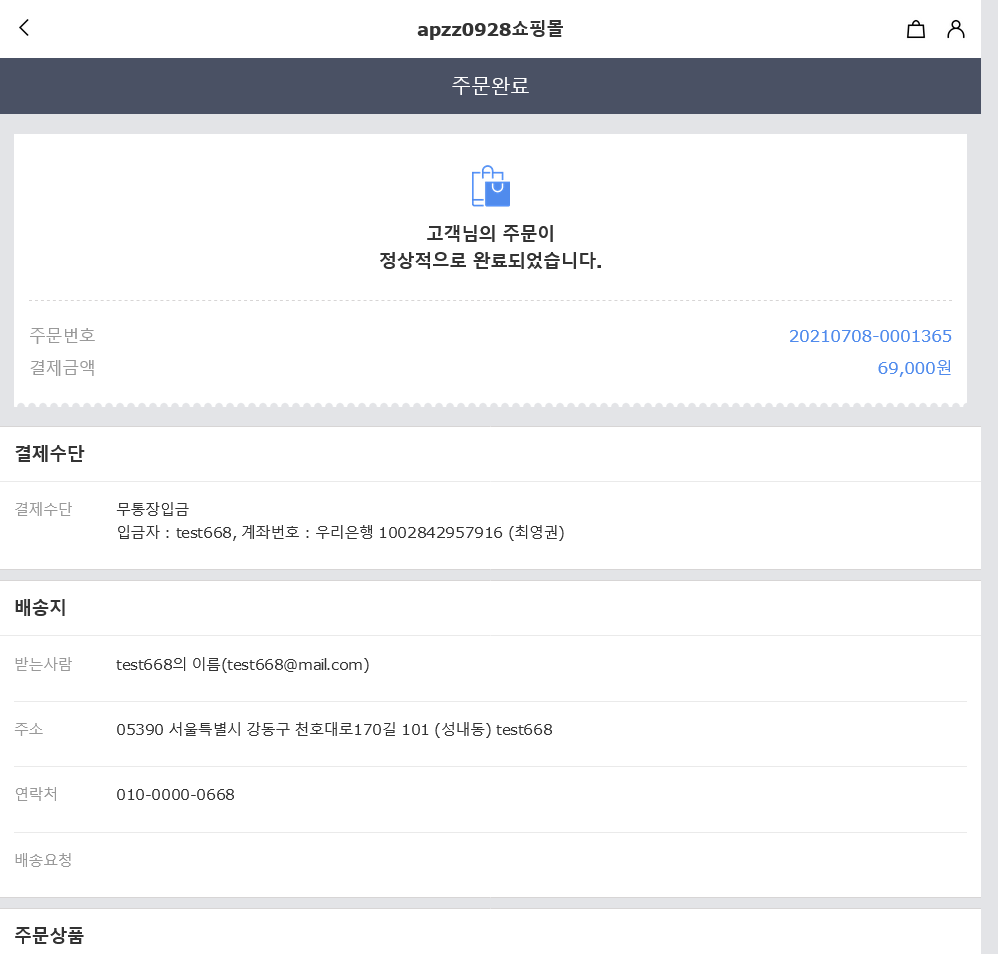 apzz0928쇼핑몰
주문완료
고객님의 주문이
정상적으로 완료되었습니다.
주문번호 20210708-0001365
결제금액 69,000원
결제수단
결제수단 무통장입금
입금자 : test668, 계좌번호 : 우리은행 1002842957916 (최영권)
배송지
받는사람 test668의 이름(test668@mail.com)
주소 05390 서울특별시 강동구 천호대로170길 101 (성내동) test668
연락처 010-0000-0668
배송요청
주문상품